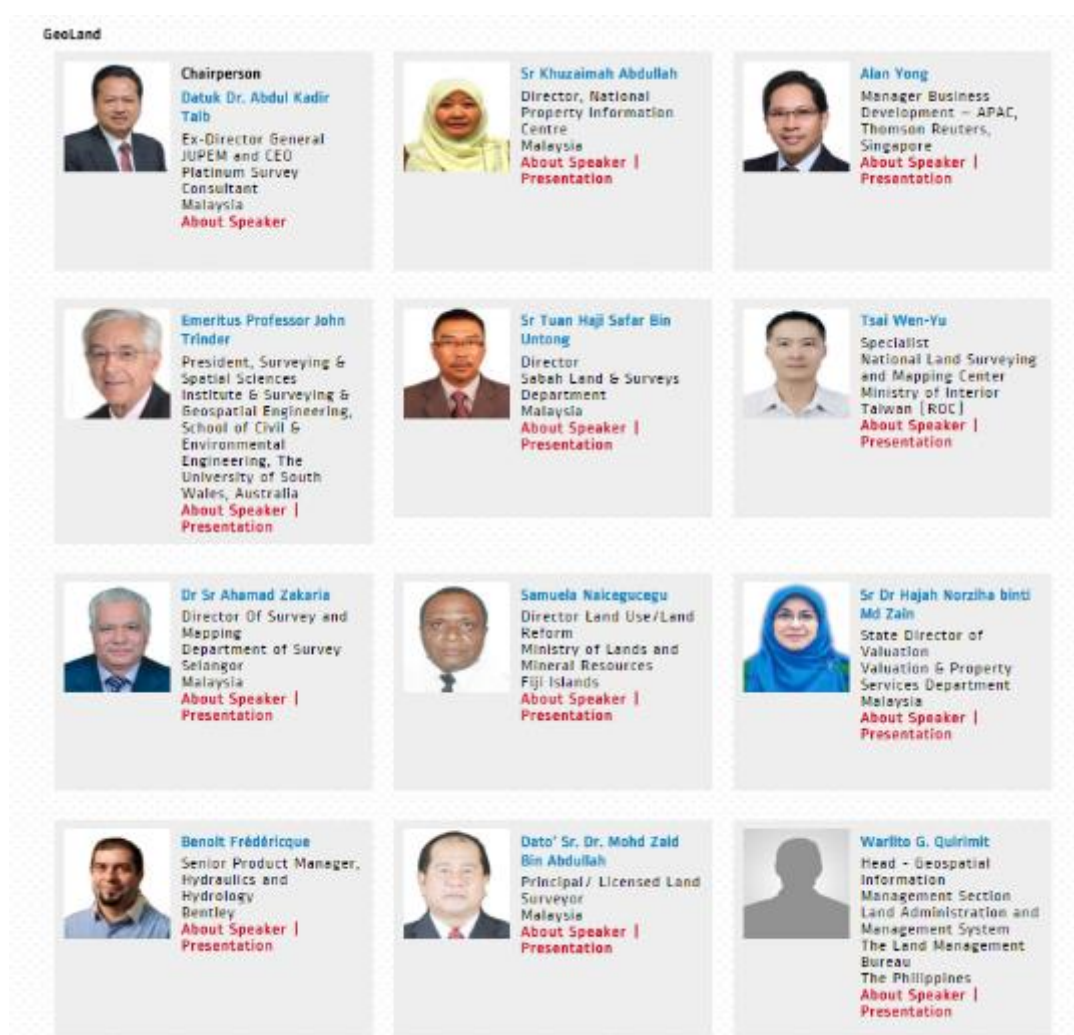 GeoLand
Chairperson
Datuk Dr. Abdul Kadir
Taib
Ex-Director General
JUPEM and CEO
Platinum Survey
Consultant
Malaysia
About Speaker
Sr Khuzaimah Abdullah
Director, National
Property Information
Centre
Malaysia
About Speaker |
Presentation
Alan Yong
Manager Business
Development – APAC,
Thomson Reuters,
Singapore
About Speaker |
Presentation
Emeritus Professor John
Trinder
President, Surveying &
Spatial Sciences
Institute & Surveying &
Geospatial Engineering,
School of Civil &
Environmental
Engineering, The
University of South
Wales, Australia
About Speaker |
Presentation
Sr Tuan Haji Safar Bin
Untong
Director
Sabah Land & Surveys
Department
Malaysia
About Speaker |
Presentation
Tsai Wen-Yu
Specialist
National Land Surveying
and Mapping Center
Ministry of Interior
Taiwan (ROC)
About Speaker |
Presentation
Dr Sr Ahamad Zakaria
Director Of Survey and
Mapping
Department of Survey
Selangor
Malaysia
About Speaker |
Presentation
Samuela Naicegucegu
Director Land Use/Land
Reform
Ministry of Lands and
Mineral Resources
Fiji Islands
About Speaker |
Presentation
Sr Dr Hajah Norziha binti
Md Zain
State Director of
Valuation
Valuation & Property
Services Department
Malaysia
About Speaker |
Presentation
Benoit Frédéricque
Senior Product Manager,
Hydraulics and
Hydrology
Bentley
About Speaker |
Presentation
Dato' Sr. Dr. Mohd Zaid
Bin Abdullah
Principal/ Licensed Land
Surveyor
Malaysia
About Speaker |
Presentation
Warlito G. Quirimit
Head - Geospatial
Information
Management Section
Land Administration and
Management System
The Land Management
Bureau
The Philippines
About Speaker |
Presentation